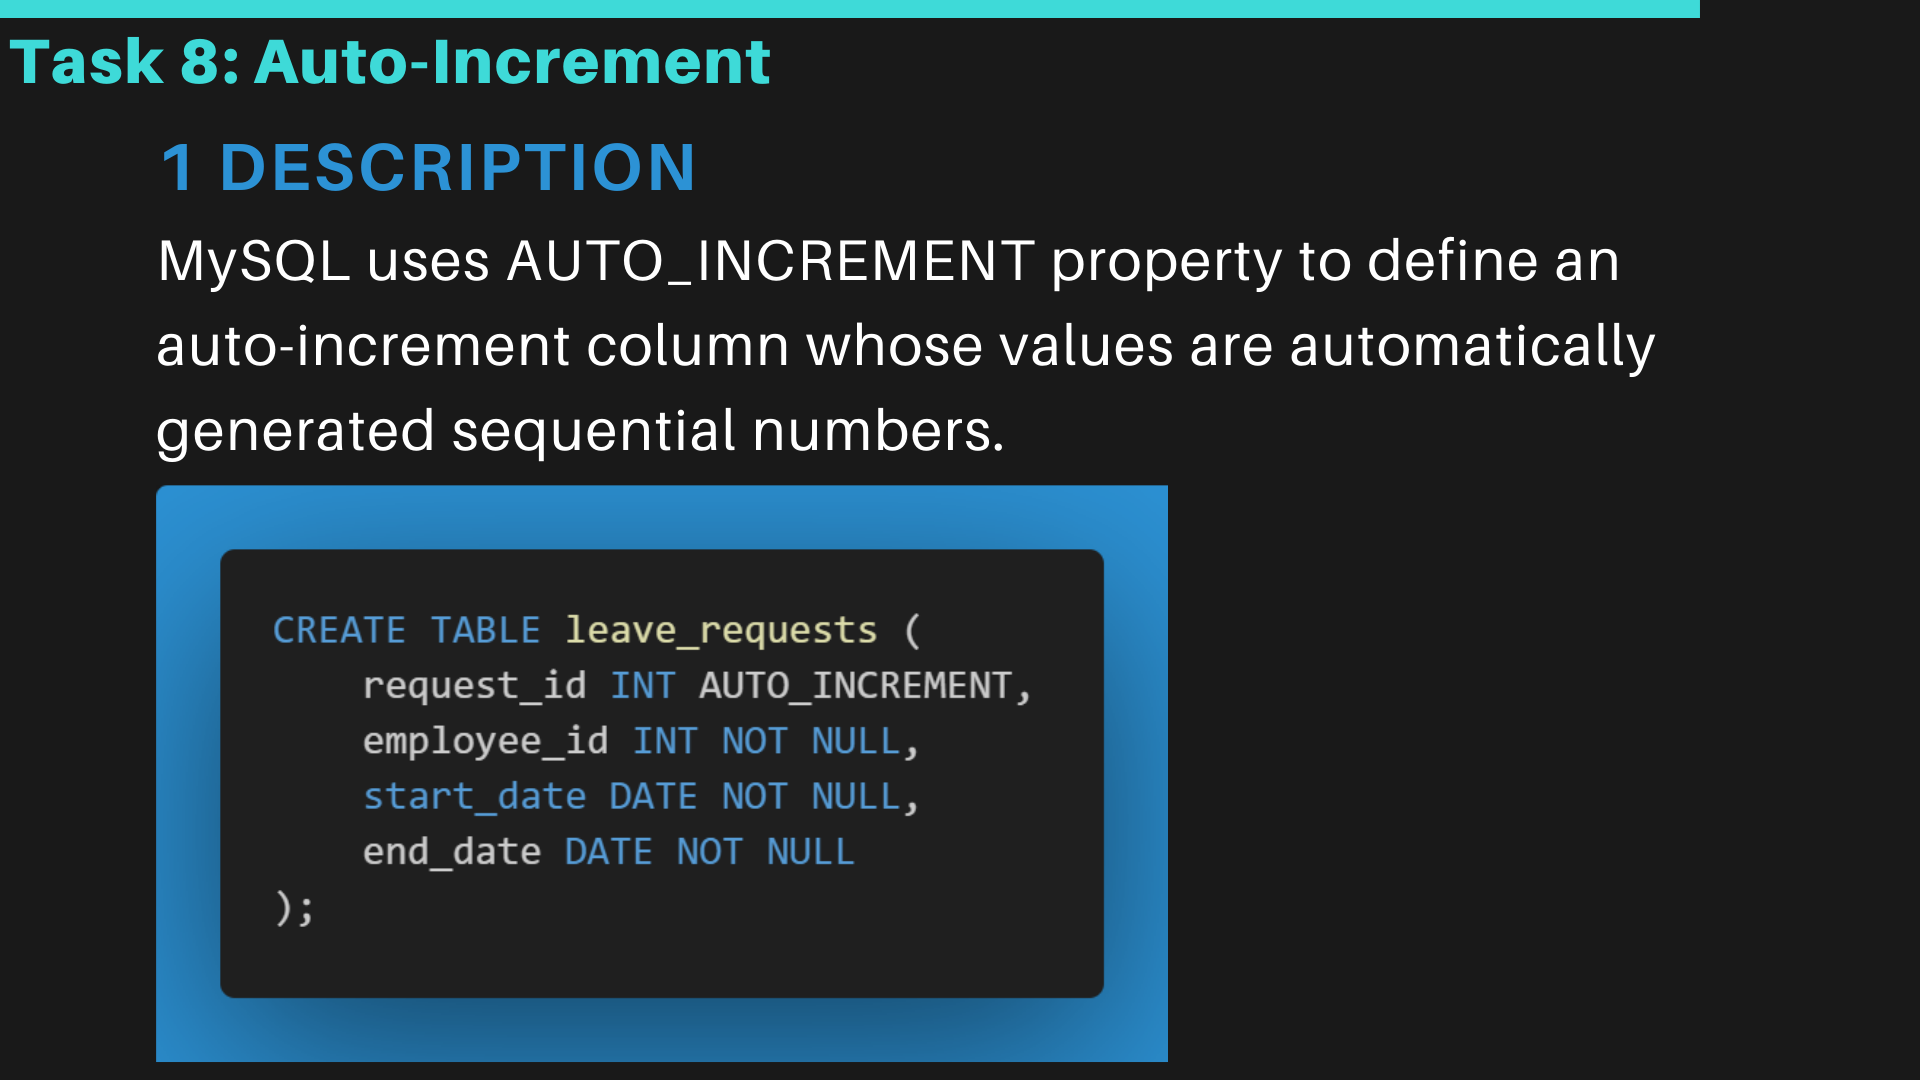 Task 8: Auto-Increment
1 DESCRIPTION
MySQL uses AUTO_INCREMENT property to define an
auto-increment column whose values are automatically
generated sequential numbers.
CREATE TABLE leave_requests (
    request_id INT AUTO_INCREMENT,
    employee_id INT NOT NULL,
    start_date DATE NOT NULL,
    end_date DATE NOT NULL
);